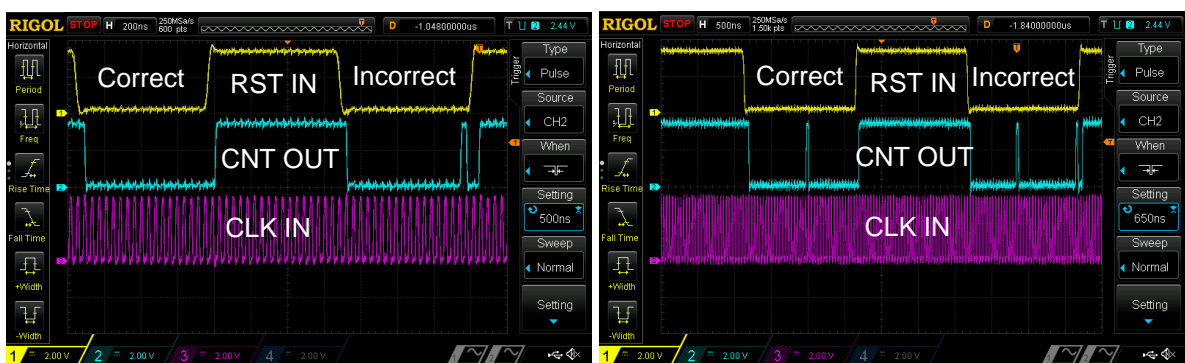 RIGOL STOP H 200ns 250MSa/s 600 pts D -1.04800000us T 2 2.44 V
Horizontal
Period
Freq
Rise Time
Fall Time
+Width
-Width
Correct RST IN Incorrect
CNT OUT
CLK IN
Trigger
Type
Pulse
Source
CH2
When
Setting
500ns
Sweep
Normal
Setting
1 = 2.00 V 2 = 2.00 V 3 = 2.00 V 4 = 2.00 V
RIGOL STOP H 500ns 250MSa/s 1.50k pts D -1.84000000us T 2 2.44 V
Horizontal
Period
Freq
Rise Time
Fall Time
+Width
-Width
Correct RST IN Incorrect
CNT OUT
CLK IN
Trigger
Type
Pulse
Source
CH2
When
Setting
650ns
Sweep
Normal
Setting
1 = 2.00 V 2 = 2.00 V 3 = 2.00 V 4 = 2.00 V